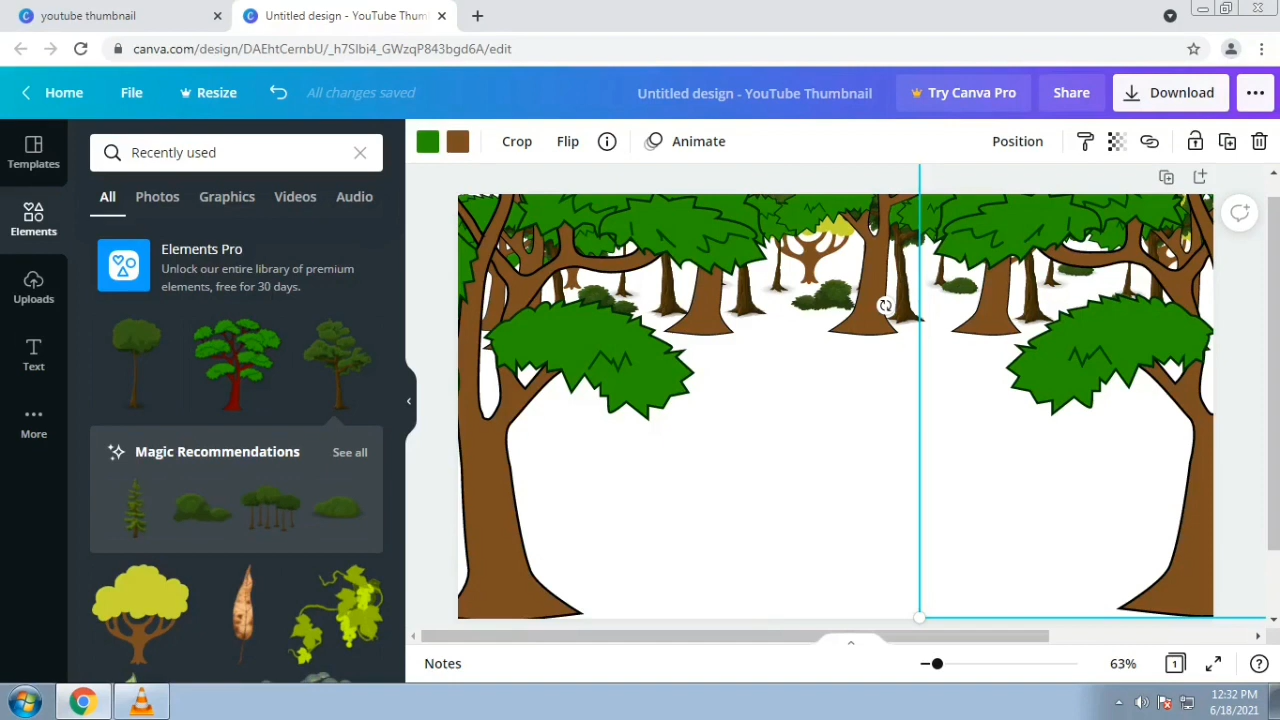 youtube thumbnail
Untitled design - YouTube Thum
canva.com/design/DAEhtCernbU/_h7Slbi4_GWzqP843bgd6A/edit
Home
File
Resize
All changes saved
Untitled design - YouTube Thumbnail
Try Canva Pro
Share
Download
Templates
Elements
Uploads
Text
More
Recently used
All
Photos
Graphics
Videos
Audio
Elements Pro
Unlock our entire library of premium
elements, free for 30 days.
Magic Recommendations
See all
Crop
Flip
Animate
Position
Notes
63%
1
12:32 PM
6/18/2021